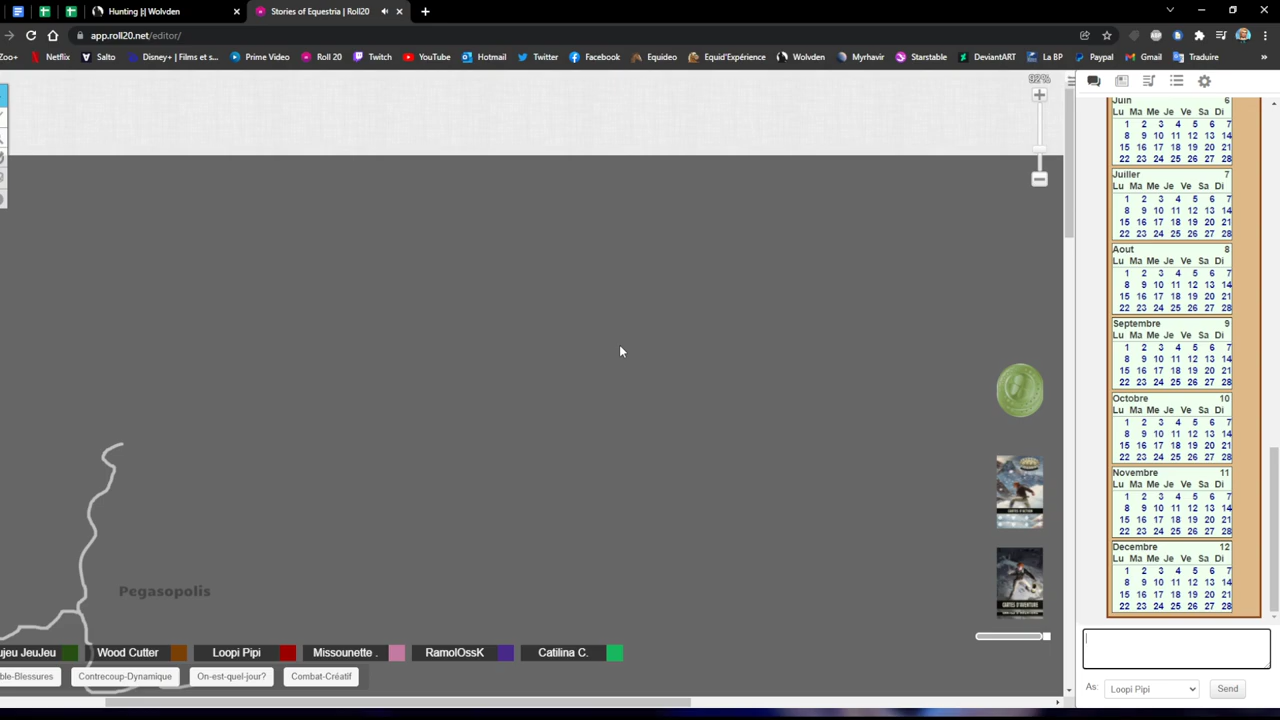 Hunting |:| Wolvden
Stories of Equestria | Roll20
app.roll20.net/editor/
Zoo+ Netflix Salto Disney+ | Films et s... Prime Video Roll 20 Twitch YouTube Hotmail Twitter Facebook Equideo Equid'Expérience Wolvden Myrhavir Starstable DeviantART La BP Paypal Gmail Traduire »
92%
Pegasopolis
ujeu JeuJeu Wood Cutter Loopi Pipi Missounette . RamolOssK Catilina C.
ble-Blessures Contrecoup-Dynamique On-est-quel-jour? Combat-Créatif
CARTES D'ACTION
CARTES D'AVENTURE
Juin 6
Lu Ma Me Je Ve Sa Di
1 2 3 4 5 6 7
8 9 10 11 12 13 14
15 16 17 18 19 20 21
22 23 24 25 26 27 28
Juiller 7
Lu Ma Me Je Ve Sa Di
1 2 3 4 5 6 7
8 9 10 11 12 13 14
15 16 17 18 19 20 21
22 23 24 25 26 27 28
Aout 8
Lu Ma Me Je Ve Sa Di
1 2 3 4 5 6 7
8 9 10 11 12 13 14
15 16 17 18 19 20 21
22 23 24 25 26 27 28
Septembre 9
Lu Ma Me Je Ve Sa Di
1 2 3 4 5 6 7
8 9 10 11 12 13 14
15 16 17 18 19 20 21
22 23 24 25 26 27 28
Octobre 10
Lu Ma Me Je Ve Sa Di
1 2 3 4 5 6 7
8 9 10 11 12 13 14
15 16 17 18 19 20 21
22 23 24 25 26 27 28
Novembre 11
Lu Ma Me Je Ve Sa Di
1 2 3 4 5 6 7
8 9 10 11 12 13 14
15 16 17 18 19 20 21
22 23 24 25 26 27 28
Decembre 12
Lu Ma Me Je Ve Sa Di
1 2 3 4 5 6 7
8 9 10 11 12 13 14
15 16 17 18 19 20 21
22 23 24 25 26 27 28
As: Loopi Pipi Send